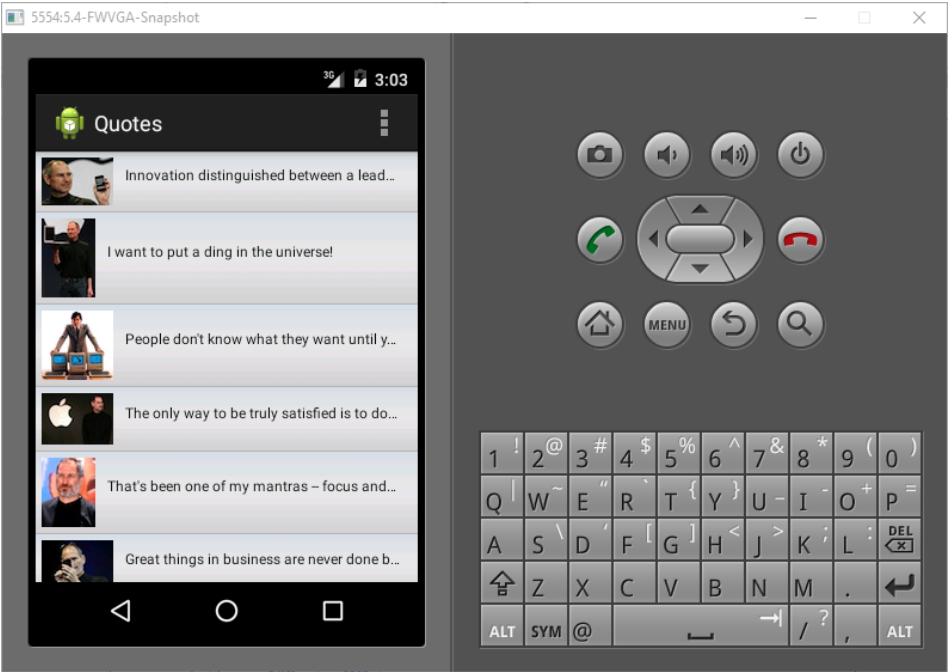 5554:5.4-FWVGA-Snapshot
3G 3:03
Quotes
Innovation distinguished between a lead...
I want to put a ding in the universe!
People don't know what they want until y...
The only way to be truly satisfied is to do...
That's been one of my mantras – focus and...
Great things in business are never done b...
MENU
1 ! 2 @ 3 # 4 $ 5 % 6 ^ 7 & 8 * 9 ( 0 )
Q | W ~ E “ R ` T { Y } U _ I - O + P =
A S \ D ‘ F [ G ] H < J > K ; L : DEL
Z X C V B N M .
ALT SYM @ / ? , ALT